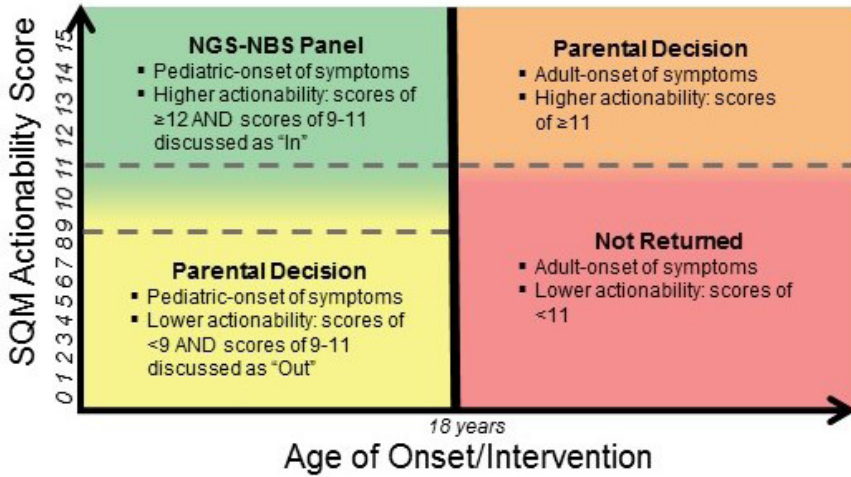 SQM Actionability Score
15
14
13
12
11
10
9
8
7
6
5
4
3
2
1
0
NGS-NBS Panel
▪ Pediatric-onset of symptoms
▪ Higher actionability: scores of
≥12 AND scores of 9-11
discussed as “In”
Parental Decision
▪ Adult-onset of symptoms
▪ Higher actionability: scores
of ≥11
Parental Decision
▪ Pediatric-onset of symptoms
▪ Lower actionability: scores of
<9 AND scores of 9-11
discussed as “Out”
Not Returned
▪ Adult-onset of symptoms
▪ Lower actionability: scores of
<11
18 years
Age of Onset/Intervention